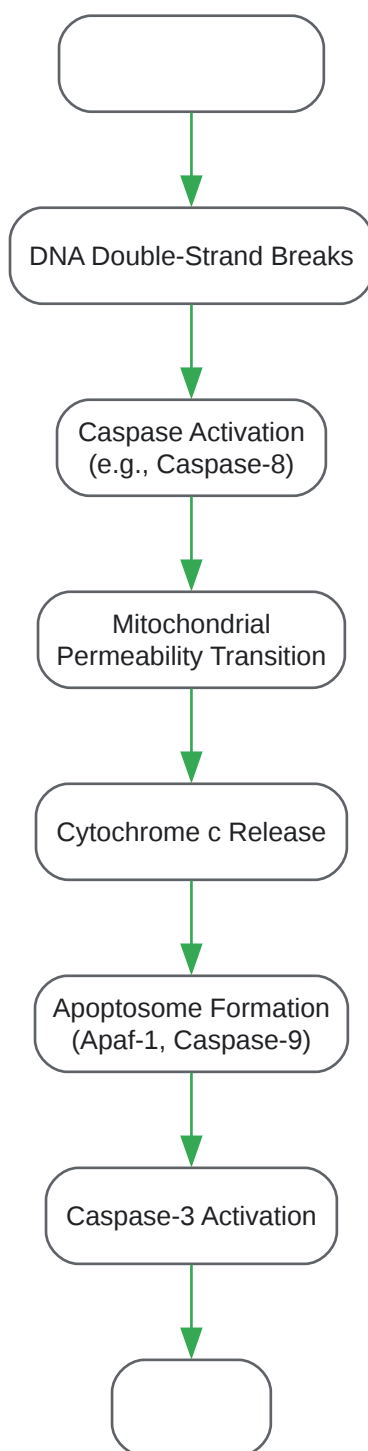 DNA Double-Strand Breaks
Caspase Activation
(e.g., Caspase-8)
Mitochondrial
Permeability Transition
Cytochrome c Release
Apoptosome Formation
(Apaf-1, Caspase-9)
Caspase-3 Activation